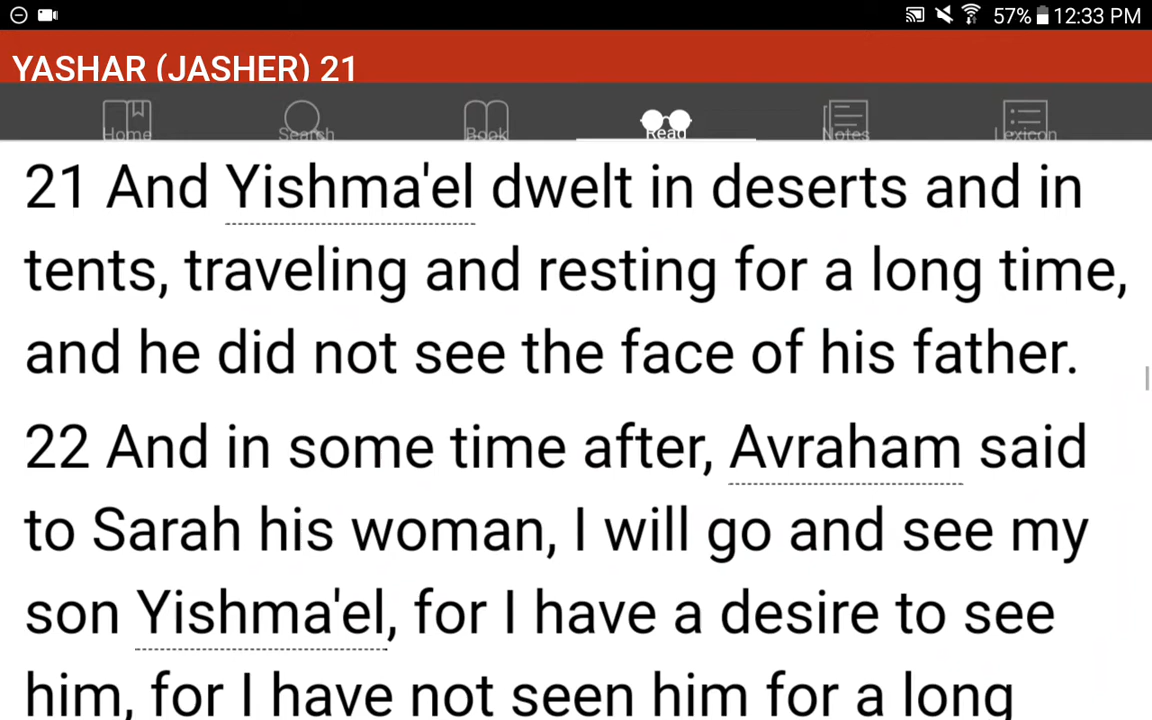 57% 12:33 PM
YASHAR (JASHER) 21
Home Search Book Read Notes Lexicon
21 And Yishma'el dwelt in deserts and in
tents, traveling and resting for a long time,
and he did not see the face of his father.
22 And in some time after, Avraham said
to Sarah his woman, I will go and see my
son Yishma'el, for I have a desire to see
him, for I have not seen him for a long